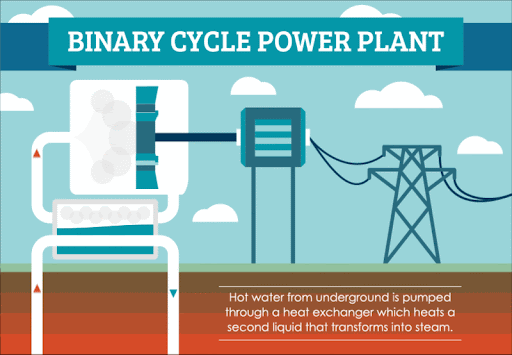 BINARY CYCLE POWER PLANT
Hot water from underground is pumped
through a heat exchanger which heats a
second liquid that transforms into steam.